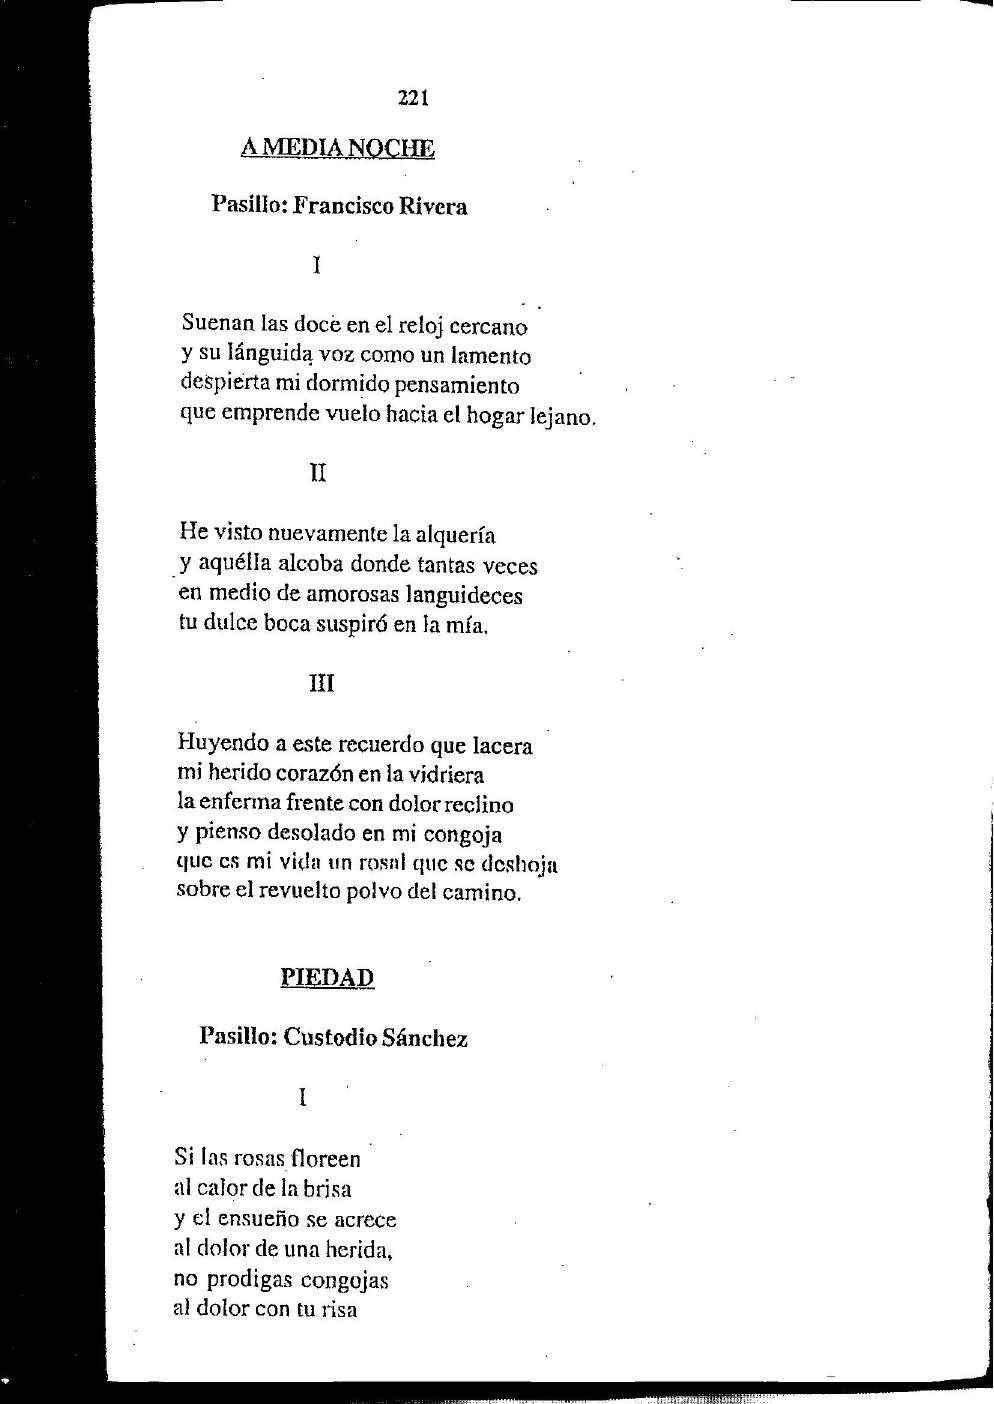 221
A MEDIA NOCHE
Pasillo: Francisco Rivera
I
Suenan las doce en el reloj cercano
y su lánguida voz como un lamento
despierta mi dormido pensamiento
que emprende vuelo hacia el hogar lejano.
II
He visto nuevamente la alquería
y aquélla alcoba donde tantas veces
en medio de amorosas languideces
tu dulce boca suspiró en la mía.
III
Huyendo a este recuerdo que lacera
mi herido corazón en la vidriera
la enferma frente con dolor reclino
y pienso desolado en mi congoja
que es mi vida un rosal que se deshoja
sobre el revuelto polvo del camino.
PIEDAD
Pasillo: Custodio Sánchez
I
Si las rosas floreen
al calor de la brisa
y el ensueño se acrece
al dolor de una herida,
no prodigas congojas
al dolor con tu risa